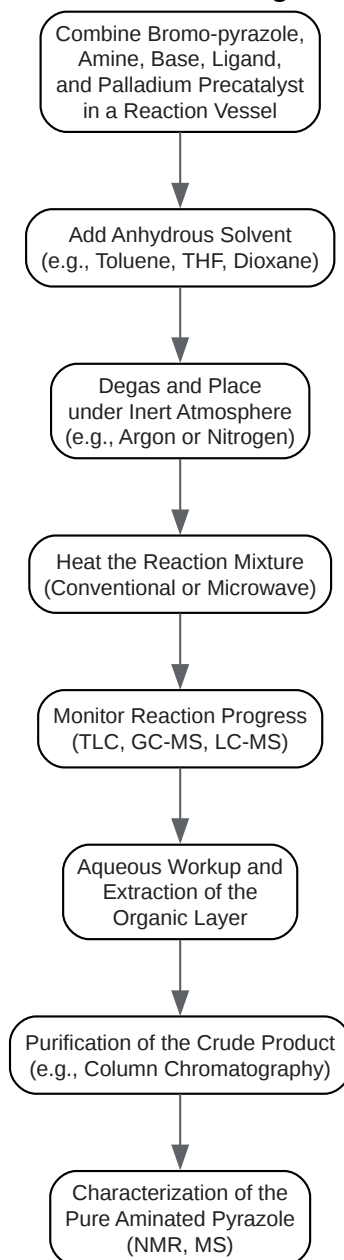 Combine Bromo-pyrazole,
Amine, Base, Ligand,
and Palladium Precatalyst
in a Reaction Vessel
Add Anhydrous Solvent
(e.g., Toluene, THF, Dioxane)
Degas and Place
under Inert Atmosphere
(e.g., Argon or Nitrogen)
Heat the Reaction Mixture
(Conventional or Microwave)
Monitor Reaction Progress
(TLC, GC-MS, LC-MS)
Aqueous Workup and
Extraction of the
Organic Layer
Purification of the Crude Product
(e.g., Column Chromatography)
Characterization of the
Pure Aminated Pyrazole
(NMR, MS)